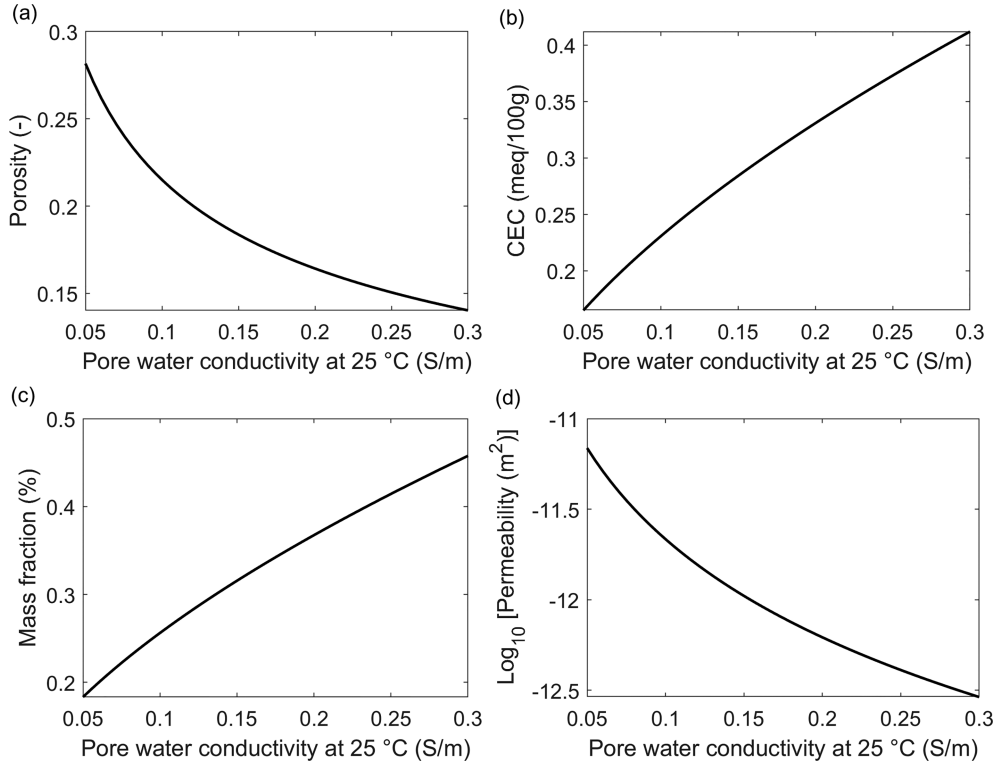 (a)
0.3
0.25
0.2
0.15
Porosity (-)
0.05 0.1 0.15 0.2 0.25 0.3
Pore water conductivity at 25 °C (S/m)
(b)
0.4
0.35
0.3
0.25
0.2
CEC (meq/100g)
0.05 0.1 0.15 0.2 0.25 0.3
Pore water conductivity at 25 °C (S/m)
(c)
0.5
0.4
0.3
0.2
Mass fraction (%)
0.05 0.1 0.15 0.2 0.25 0.3
Pore water conductivity at 25 °C (S/m)
(d)
-11
-11.5
-12
-12.5
Log₁₀ [Permeability (m²)]
0.05 0.1 0.15 0.2 0.25 0.3
Pore water conductivity at 25 °C (S/m)